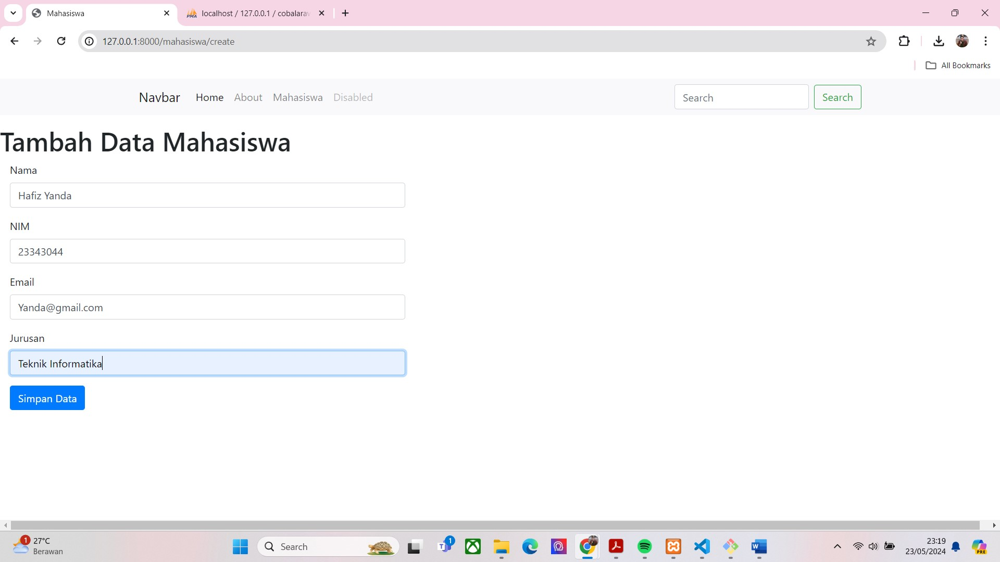 Mahasiswa
localhost / 127.0.0.1 / cobalarav
127.0.0.1:8000/mahasiswa/create
All Bookmarks
Navbar Home About Mahasiswa Disabled Search Search
Tambah Data Mahasiswa
Nama
Hafiz Yanda
NIM
23343044
Email
Yanda@gmail.com
Jurusan
Teknik Informatika
Simpan Data
1
27°C
Berawan
Search
1
23:19
23/05/2024
PRE